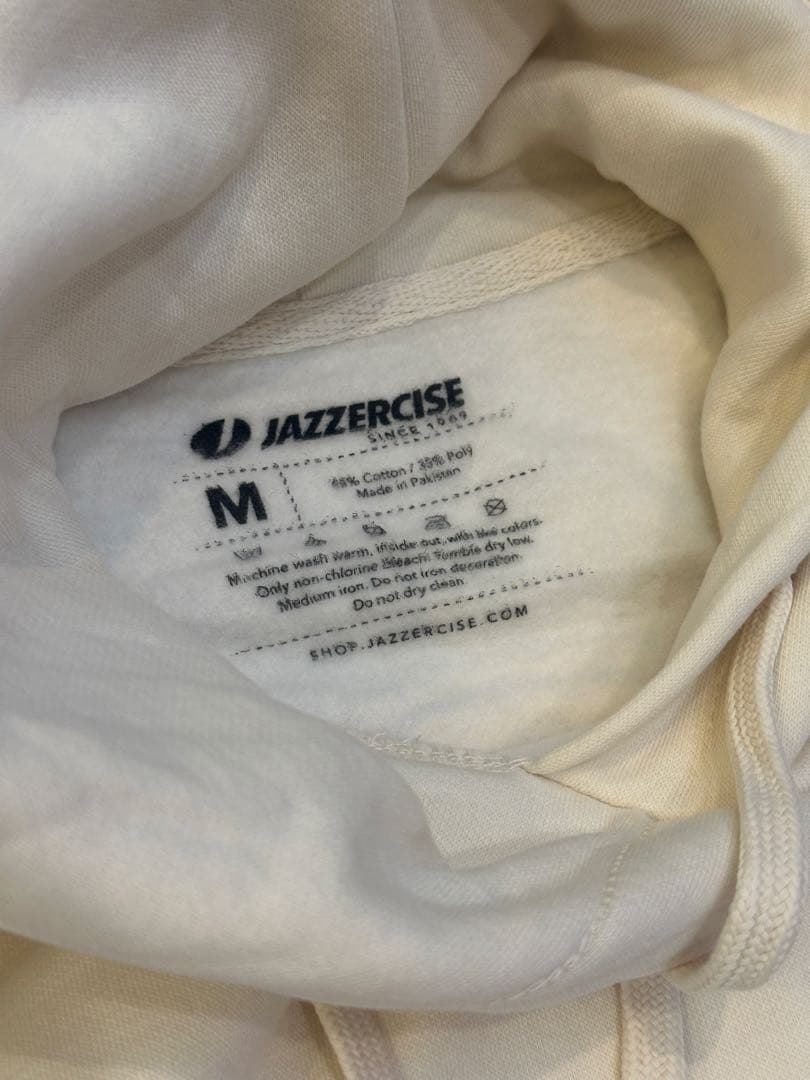 JAZZERCISE
SINCE 1969
M
65% Cotton / 35% Poly
Made in Pakistan
Machine wash warm, inside out, with like colors.
Only non-chlorine bleach. Tumble dry low.
Medium iron. Do not iron decoration.
Do not dry clean
SHOP.JAZZERCISE.COM